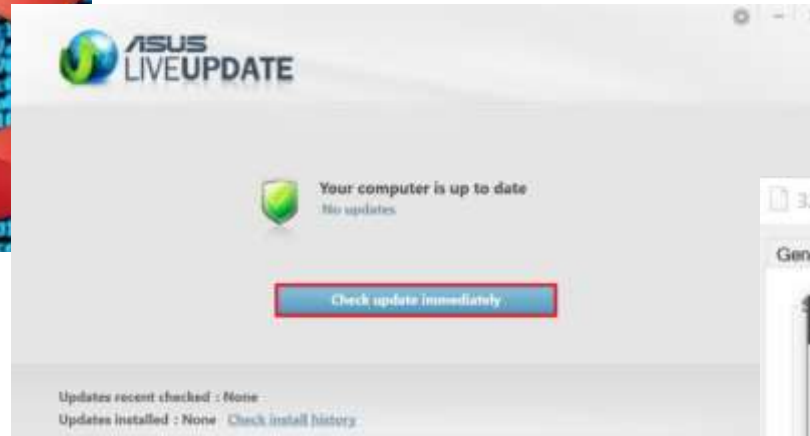 ASUS
LIVEUPDATE
Your computer is up to date
No updates
Check update immediately
Updates recent checked : None
Updates installed : None Check install history
Gen